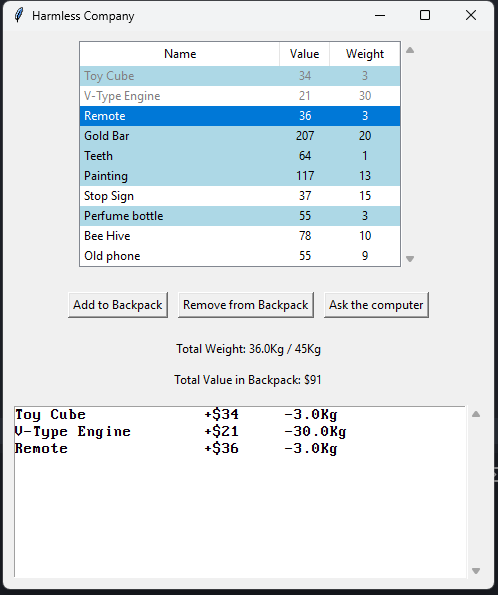 Harmless Company
Name Value Weight
Toy Cube 34 3
V-Type Engine 21 30
Remote 36 3
Gold Bar 207 20
Teeth 64 1
Painting 117 13
Stop Sign 37 15
Perfume bottle 55 3
Bee Hive 78 10
Old phone 55 9
Add to Backpack Remove from Backpack Ask the computer
Total Weight: 36.0Kg / 45Kg
Total Value in Backpack: $91
Toy Cube +$34 -3.0Kg
V-Type Engine +$21 -30.0Kg
Remote +$36 -3.0Kg